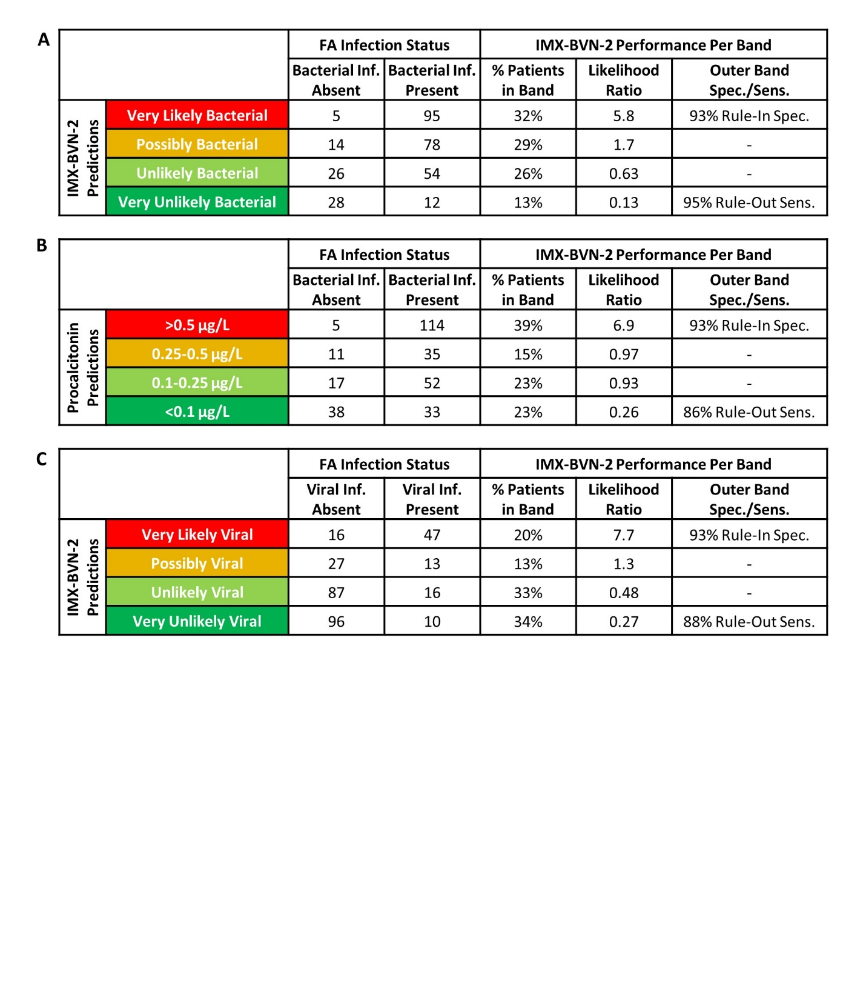 A
FA Infection Status IMX-BVN-2 Performance Per Band
Bacterial Inf. Absent Bacterial Inf. Present % Patients in Band Likelihood Ratio Outer Band Spec./Sens.
IMX-BVN-2 Predictions
Very Likely Bacterial 5 95 32% 5.8 93% Rule-In Spec.
Possibly Bacterial 14 78 29% 1.7 -
Unlikely Bacterial 26 54 26% 0.63 -
Very Unlikely Bacterial 28 12 13% 0.13 95% Rule-Out Sens.
B
FA Infection Status IMX-BVN-2 Performance Per Band
Bacterial Inf. Absent Bacterial Inf. Present % Patients in Band Likelihood Ratio Outer Band Spec./Sens.
Procalcitonin Predictions
>0.5 µg/L 5 114 39% 6.9 93% Rule-In Spec.
0.25-0.5 µg/L 11 35 15% 0.97 -
0.1-0.25 µg/L 17 52 23% 0.93 -
<0.1 µg/L 38 33 23% 0.26 86% Rule-Out Sens.
C
FA Infection Status IMX-BVN-2 Performance Per Band
Viral Inf. Absent Viral Inf. Present % Patients in Band Likelihood Ratio Outer Band Spec./Sens.
IMX-BVN-2 Predictions
Very Likely Viral 16 47 20% 7.7 93% Rule-In Spec.
Possibly Viral 27 13 13% 1.3 -
Unlikely Viral 87 16 33% 0.48 -
Very Unlikely Viral 96 10 34% 0.27 88% Rule-Out Sens.